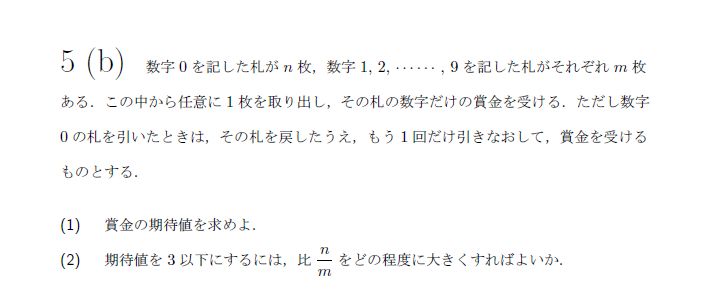 5 (b) 数字 0 を記した札が n 枚，数字 1, 2, ⋯⋯ , 9 を記した札がそれぞれ m 枚
ある．この中から任意に 1 枚を取り出し，その札の数字だけの賞金を受ける．ただし数字
0 の札を引いたときは，その札を戻したうえ，もう 1 回だけ引きなおして，賞金を受ける
ものとする．
(1) 賞金の期待値を求めよ．
(2) 期待値を 3 以下にするには，比 n/m をどの程度に大きくすればよいか．